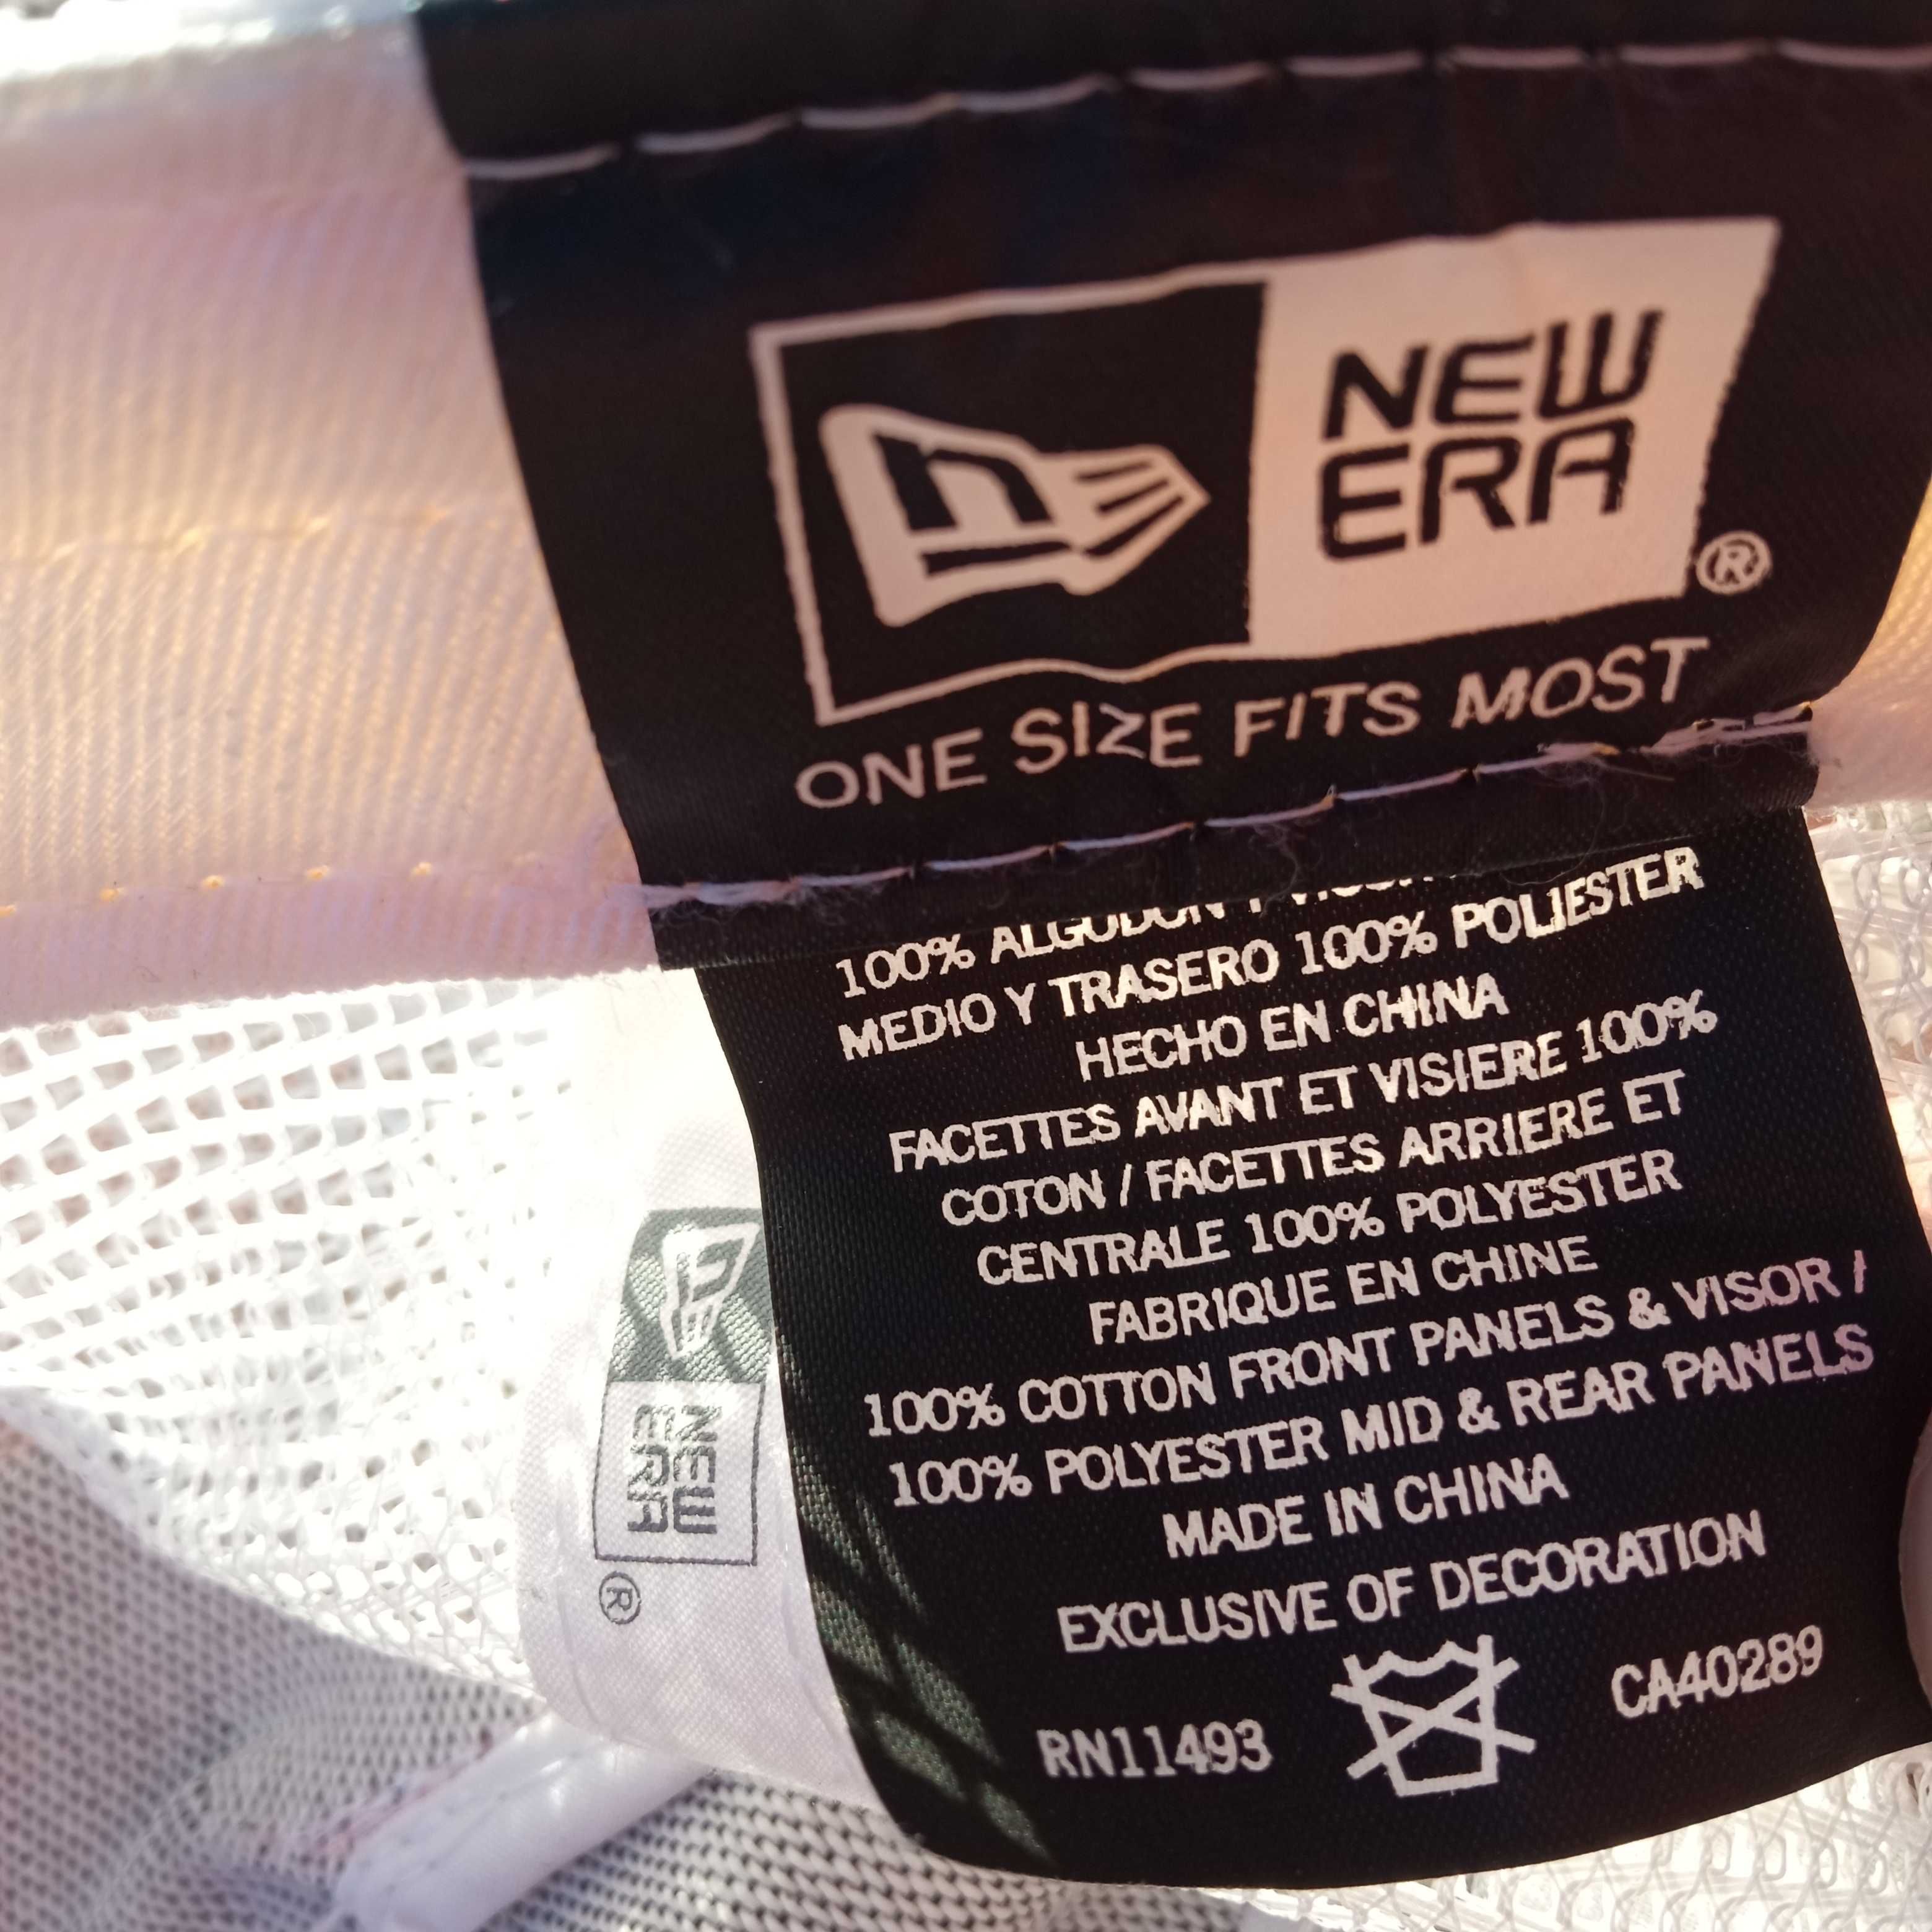 NEW
ERA
®
ONE SIZE FITS MOST
100% ALGODON Y
MEDIO Y TRASERO 100% POLIESTER
HECHO EN CHINA
FACETTES AVANT ET VISIERE 100%
COTON / FACETTES ARRIERE ET
CENTRALE 100% POLYESTER
FABRIQUE EN CHINE
100% COTTON FRONT PANELS & VISOR /
100% POLYESTER MID & REAR PANELS
MADE IN CHINA
EXCLUSIVE OF DECORATION
RN11493 CA40289
NEW
ERA
®